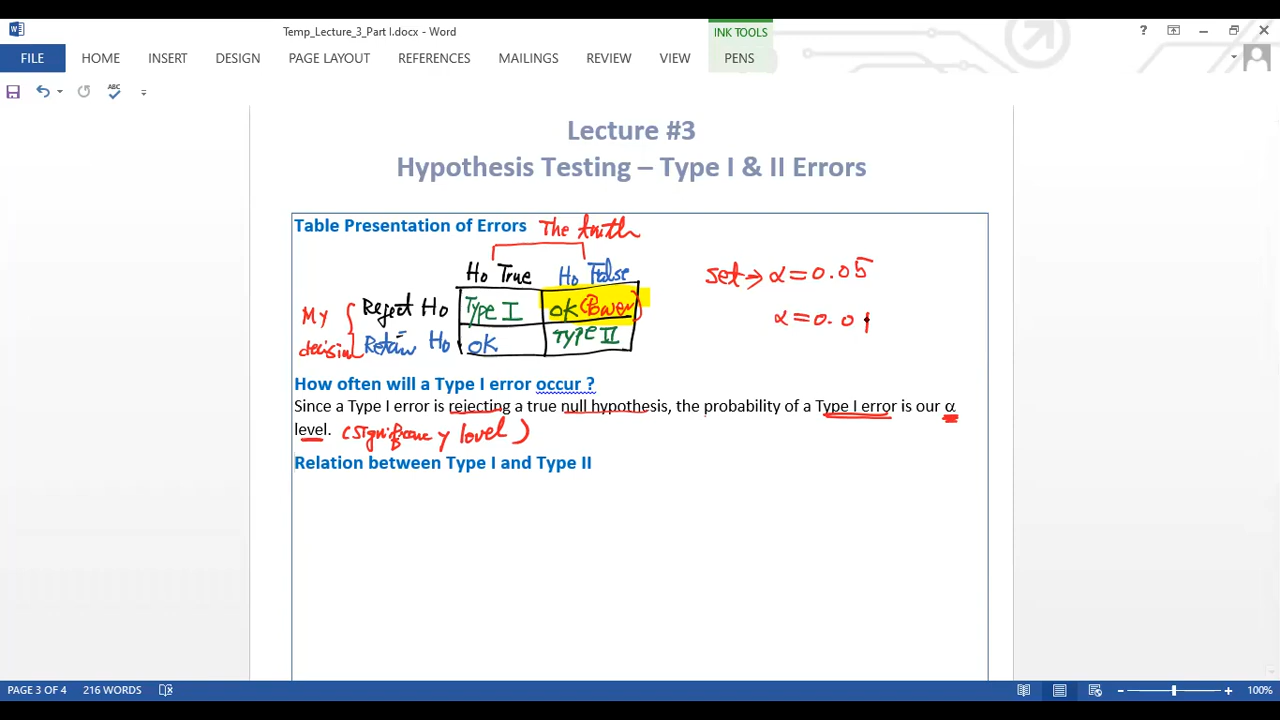 Temp_Lecture_3_Part I.docx - Word
INK TOOLS
?
FILE HOME INSERT DESIGN PAGE LAYOUT REFERENCES MAILINGS REVIEW VIEW PENS
ABC
Lecture #3
Hypothesis Testing – Type I & II Errors
Table Presentation of Errors The truth
Ho True Ho False
set → α = 0.05
My decision
Reject Ho Type I OK (Power)
α = 0.01
Retain Ho OK Type II
How often will a Type I error occur ?
Since a Type I error is rejecting a true null hypothesis, the probability of a Type I error is our α
level. (Significancy level)
Relation between Type I and Type II
PAGE 3 OF 4 216 WORDS 100%